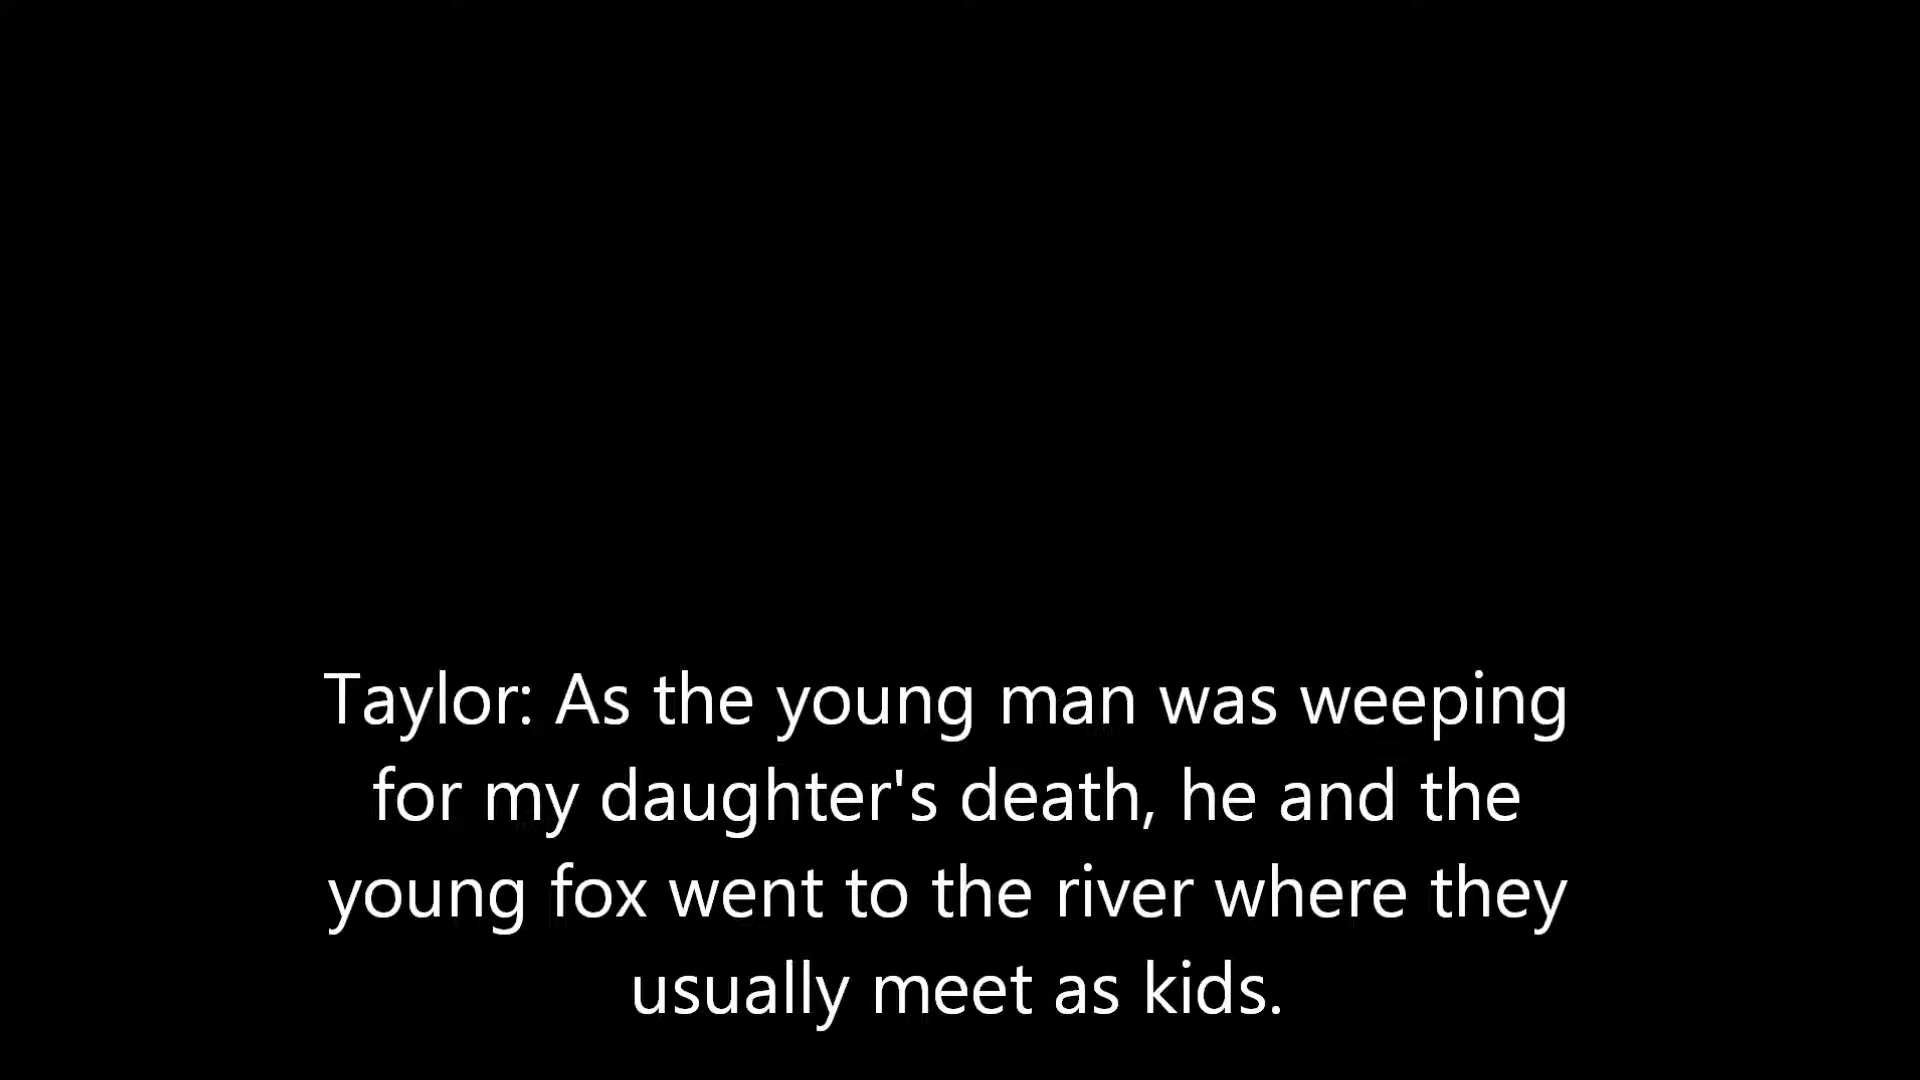 Taylor: As the young man was weeping
for my daughter's death, he and the
young fox went to the river where they
usually meet as kids.